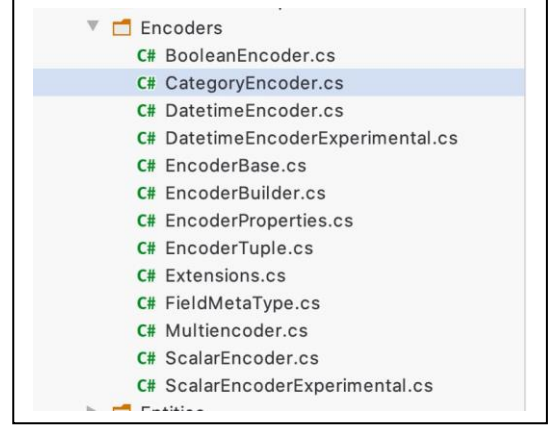 Encoders
C# BooleanEncoder.cs
C# CategoryEncoder.cs
C# DatetimeEncoder.cs
C# DatetimeEncoderExperimental.cs
C# EncoderBase.cs
C# EncoderBuilder.cs
C# EncoderProperties.cs
C# EncoderTuple.cs
C# Extensions.cs
C# FieldMetaType.cs
C# Multiencoder.cs
C# ScalarEncoder.cs
C# ScalarEncoderExperimental.cs